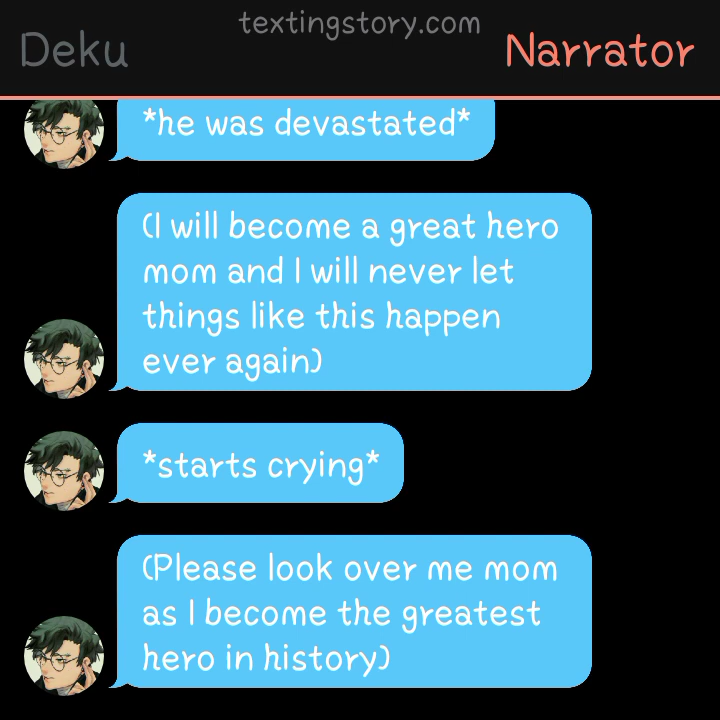 textingstory.com
Deku
Narrator
*he was devastated*
(I will become a great hero
mom and I will never let
things like this happen
ever again)
*starts crying*
(Please look over me mom
as I become the greatest
hero in history)